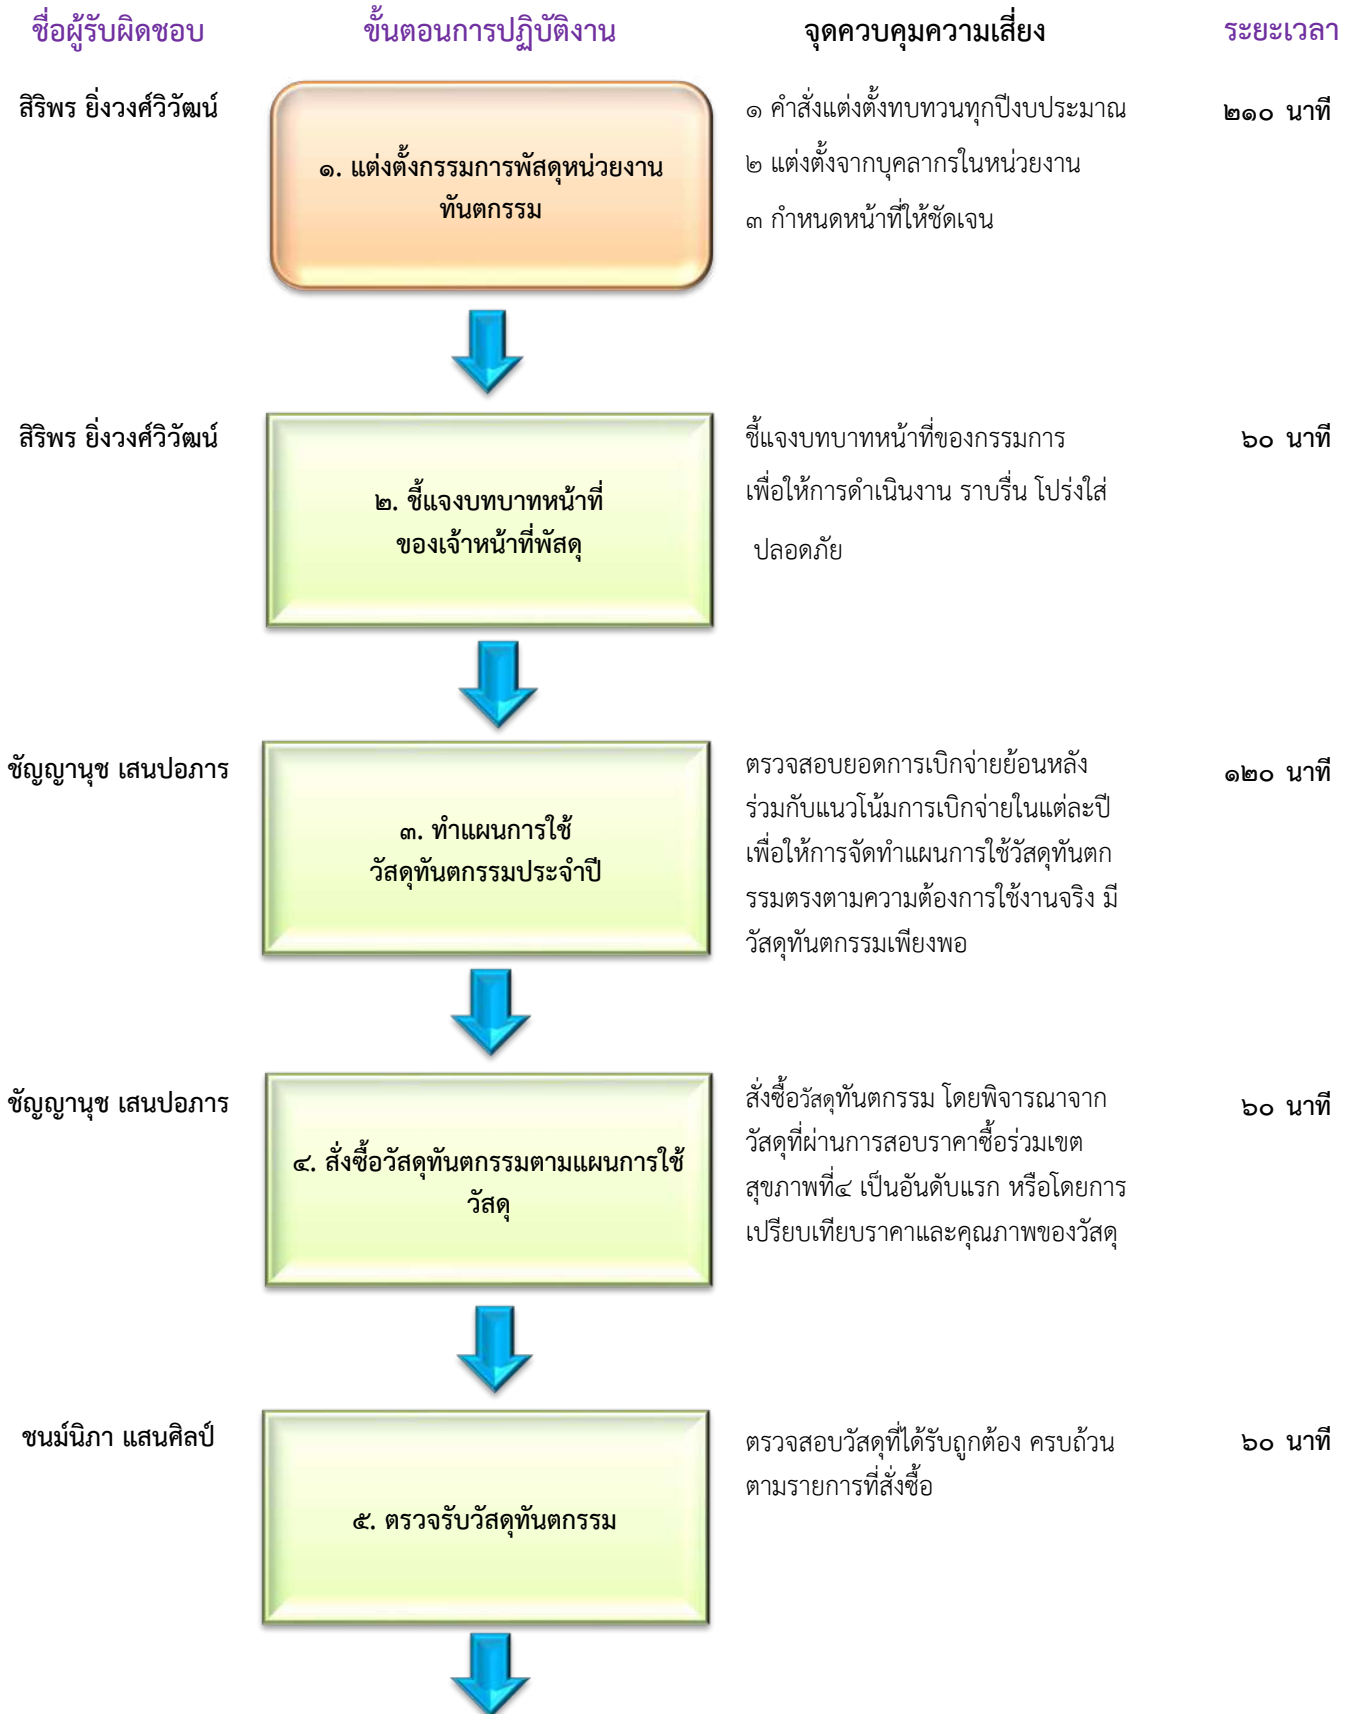 ชื่อผู้รับผิดชอบ ขั้นตอนการปฏิบัติงาน จุดควบคุมความเสี่ยง ระยะเวลา
สิริพร ยิ่งวงศ์วิวัฒน์
๑. แต่งตั้งกรรมการพัสดุหน่วยงาน
ทันตกรรม
๑ คำสั่งแต่งตั้งทบทวนทุกปีงบประมาณ
๒ แต่งตั้งจากบุคลากรในหน่วยงาน
๓ กำหนดหน้าที่ให้ชัดเจน
๒๑๐ นาที
สิริพร ยิ่งวงศ์วิวัฒน์
๒. ชี้แจงบทบาทหน้าที่
ของเจ้าหน้าที่พัสดุ
ชี้แจงบทบาทหน้าที่ของกรรมการ
เพื่อให้การดำเนินงาน ราบรื่น โปร่งใส่
ปลอดภัย
๖๐ นาที
ชัญญานุช เสนปอภาร
๓. ทำแผนการใช้
วัสดุทันตกรรมประจำปี
ตรวจสอบยอดการเบิกจ่ายย้อนหลัง
ร่วมกับแนวโน้มการเบิกจ่ายในแต่ละปี
เพื่อให้การจัดทำแผนการใช้วัสดุทันตก
รรมตรงตามความต้องการใช้งานจริง มี
วัสดุทันตกรรมเพียงพอ
๑๒๐ นาที
ชัญญานุช เสนปอภาร
๔. สั่งซื้อวัสดุทันตกรรมตามแผนการใช้
วัสดุ
สั่งซื้อวัสดุทันตกรรม โดยพิจารณาจาก
วัสดุที่ผ่านการสอบราคาซื้อร่วมเขต
สุขภาพที่๔ เป็นอันดับแรก หรือโดยการ
เปรียบเทียบราคาและคุณภาพของวัสดุ
๖๐ นาที
ชนม์นิภา แสนศิลป์
๕. ตรวจรับวัสดุทันตกรรม
ตรวจสอบวัสดุที่ได้รับถูกต้อง ครบถ้วน
ตามรายการที่สั่งซื้อ
๖๐ นาที